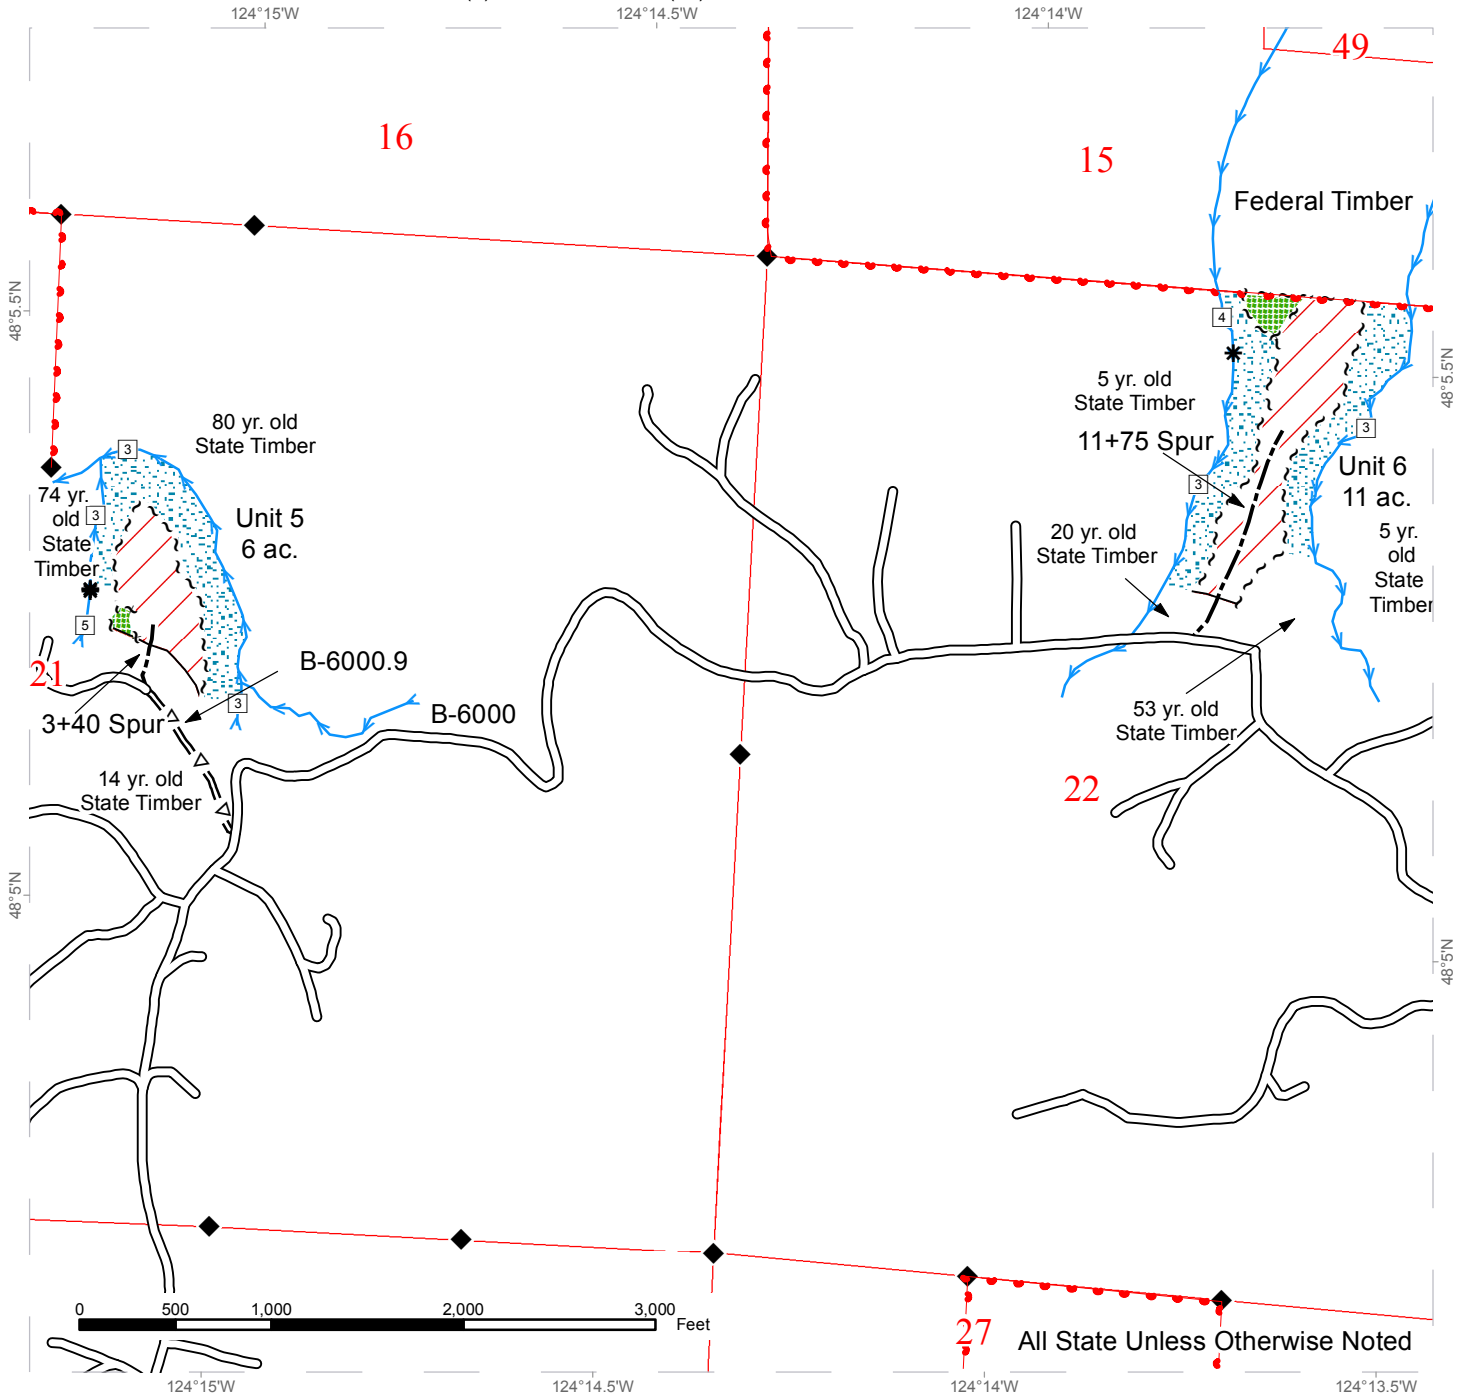 124°15'W
124°14.5'W
124°14'W
49
16
15
Federal Timber
48°5.5'N
4
48°5.5'N
5 yr. old
State Timber
11+75 Spur
3
80 yr. old
State Timber
3
Unit 6
11 ac.
74 yr.
old
State
Timber
3
Unit 5
6 ac.
3
20 yr. old
State Timber
5 yr.
old
State
Timber
5
21
B-6000.9
3
3+40 Spur
B-6000
53 yr. old
State Timber
14 yr. old
State Timber
22
48°5'N
48°5'N
0
500
1,000
2,000
3,000
Feet
27
All State Unless Otherwise Noted
124°15'W
124°14.5'W
124°14'W
124°13.5'W